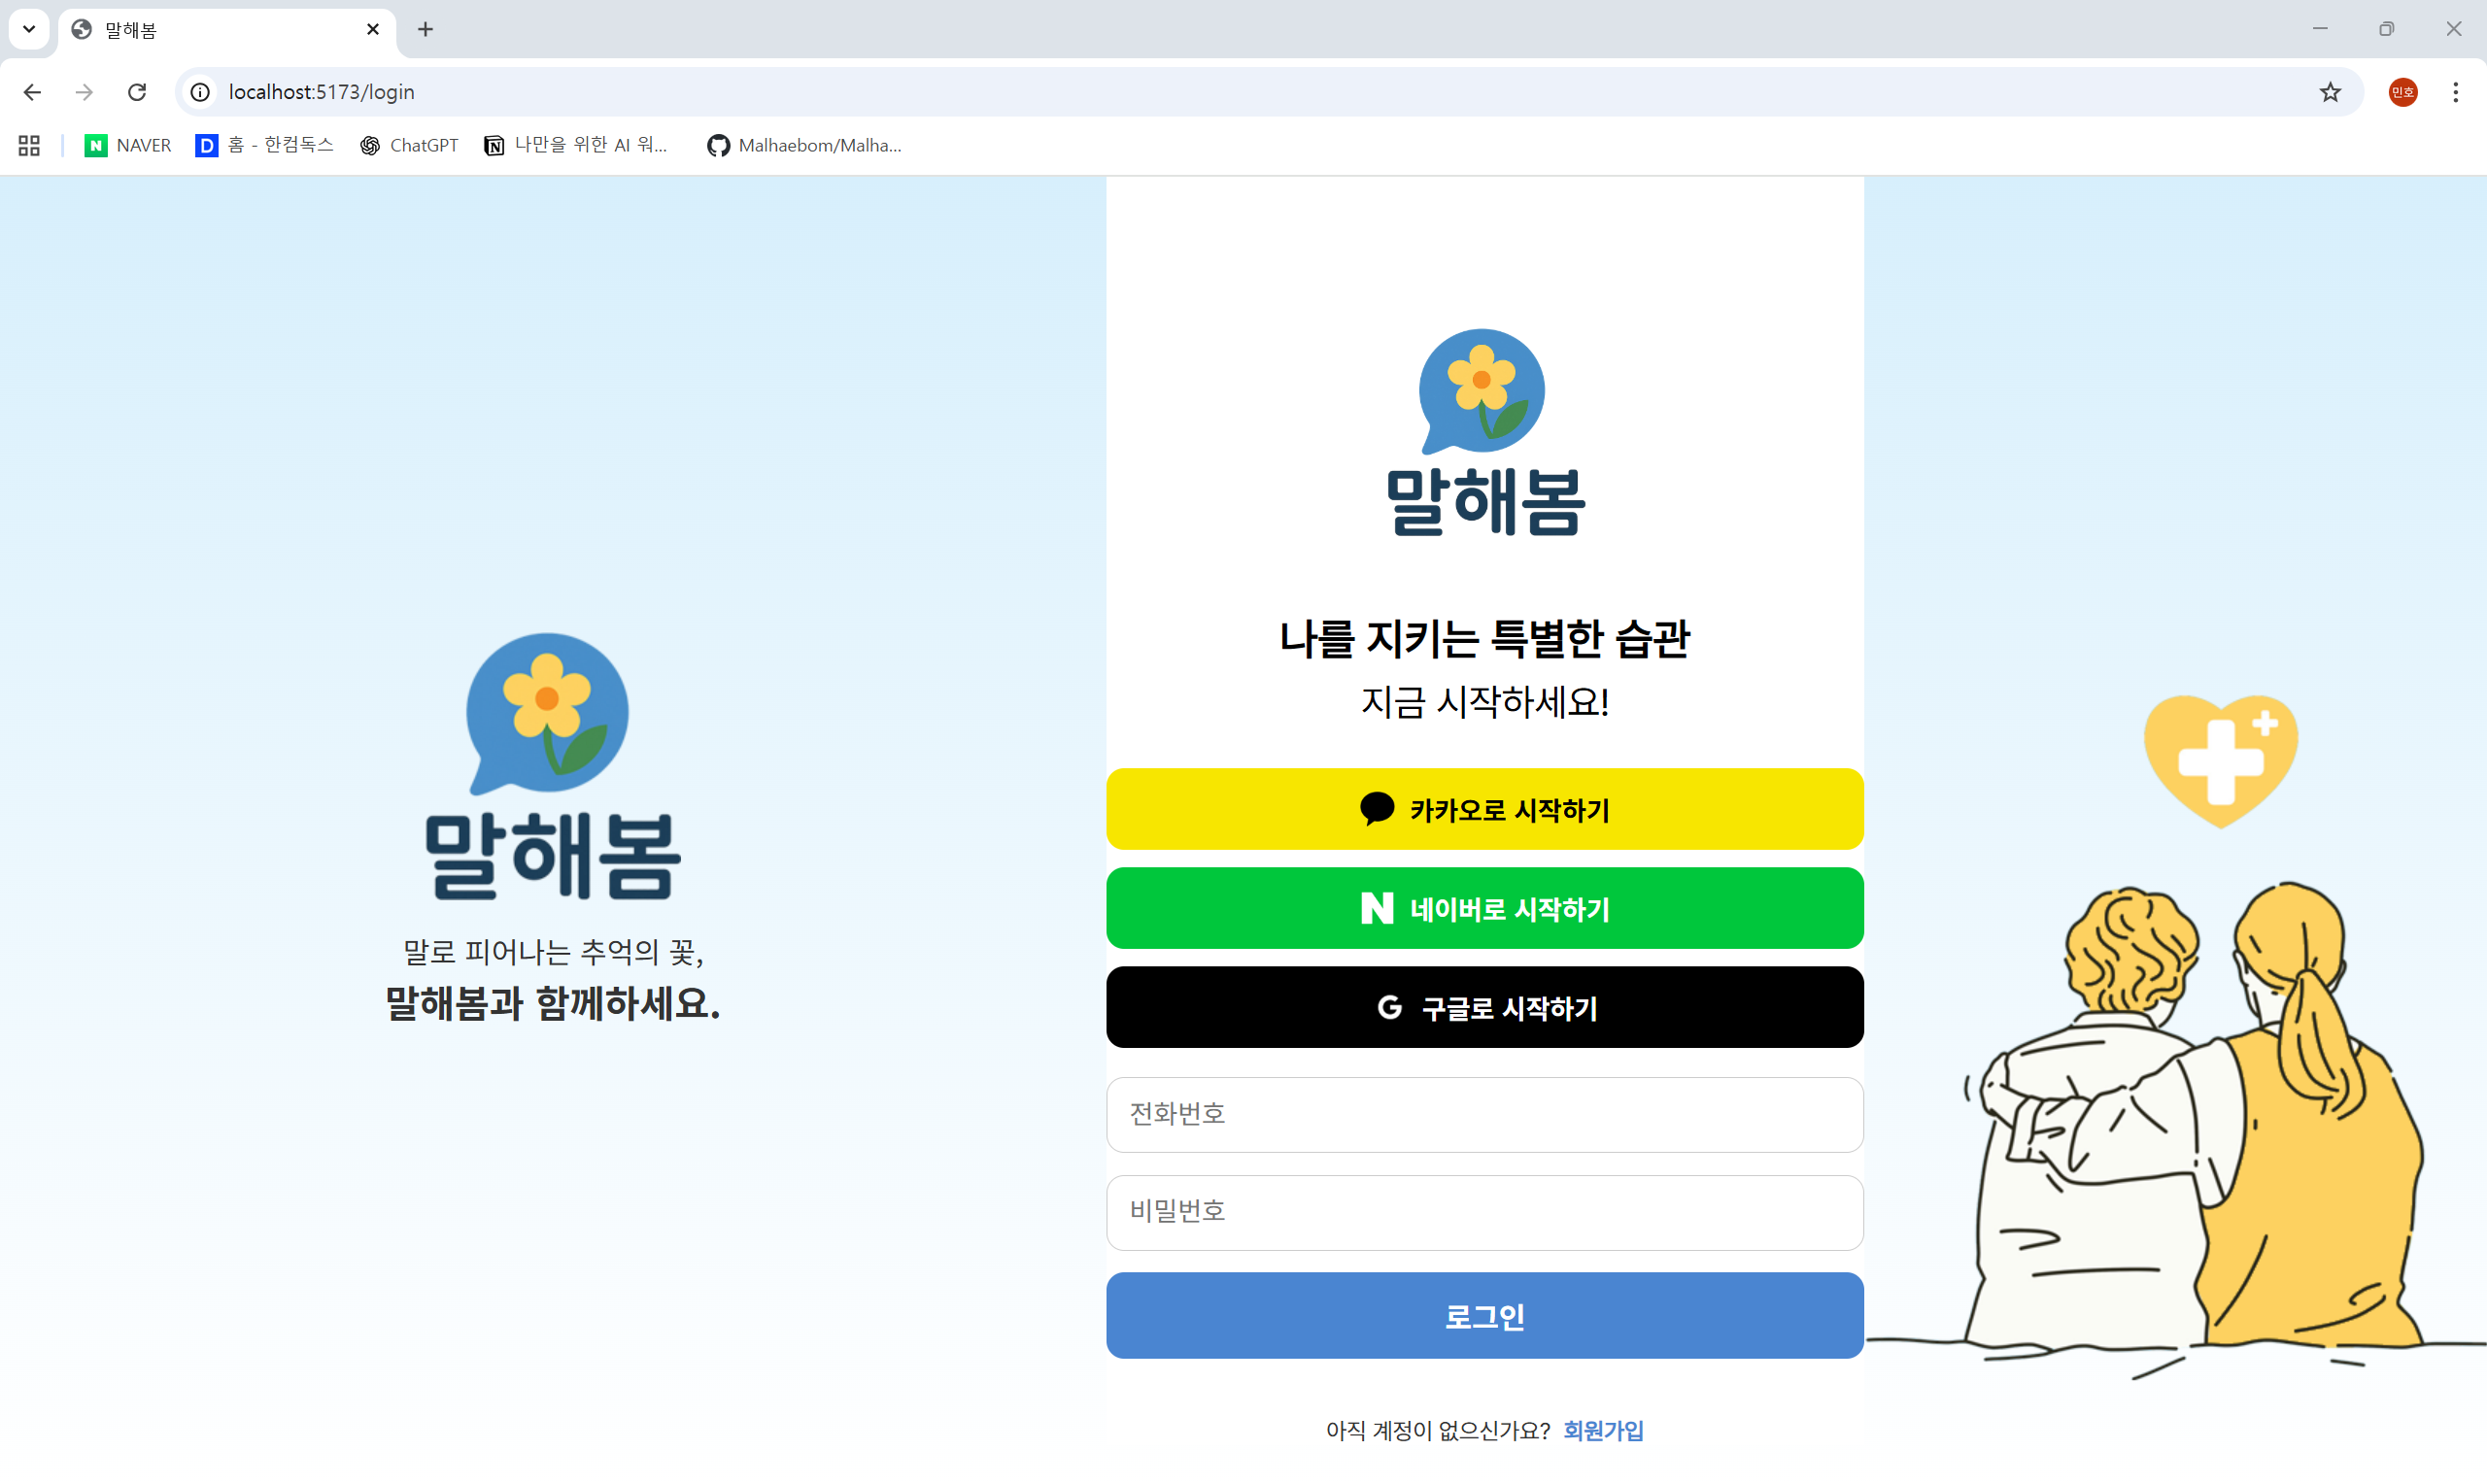 말해봄
localhost:5173/login
민호
NAVER
홈 - 한컴독스
ChatGPT
나만을 위한 AI 워...
Malhaebom/Malha...
말해봄
말로 피어나는 추억의 꽃,
말해봄과 함께하세요.
말해봄
나를 지키는 특별한 습관
지금 시작하세요!
카카오로 시작하기
네이버로 시작하기
구글로 시작하기
전화번호
비밀번호
로그인
아직 계정이 없으신가요? 회원가입